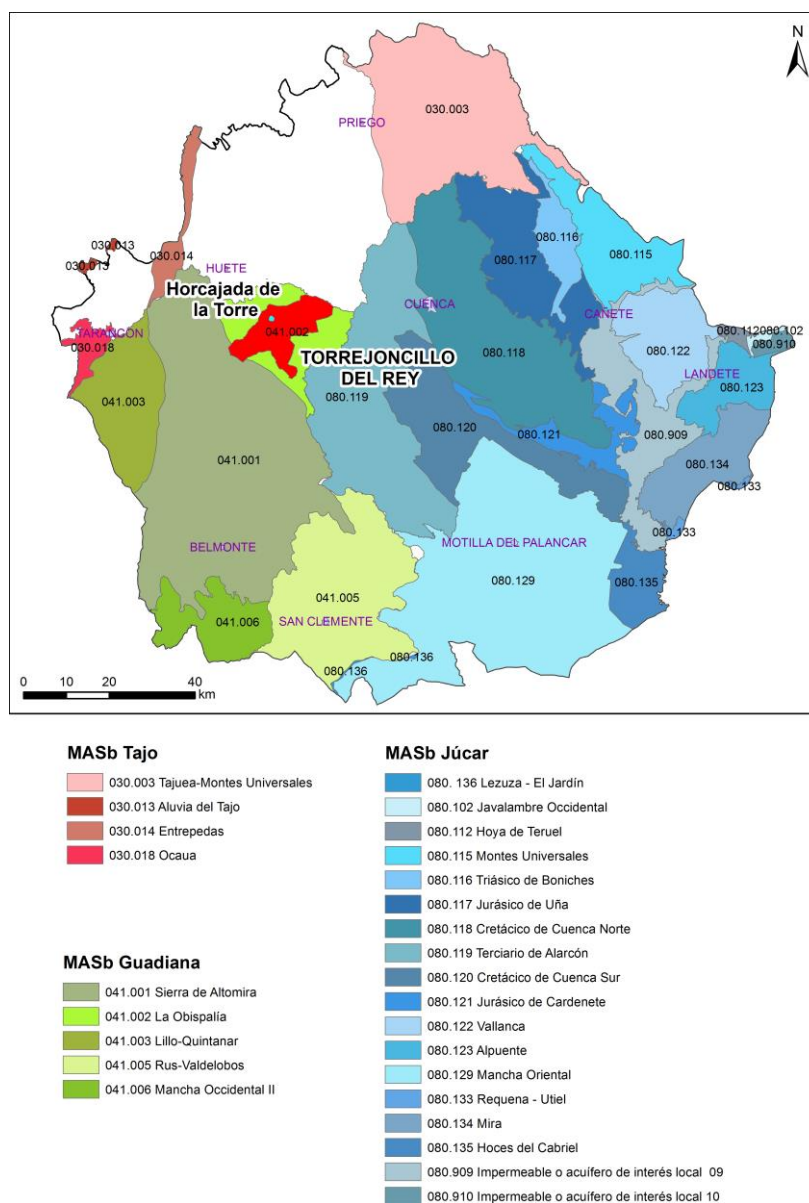 N
030.003
PRIEGO
080.116
080.115
030.013
030.013
030.014
HUETE
080.117
Horcajada de
la Torre
CUENCA
CAÑETE
041.002
TARANCÓN
030.018
080.112
080.102
080.910
TORREJONCILLO
DEL REY
080.118
080.122
LANDETE
080.123
041.003
080.119
080.120
080.121
080.909
041.001
080.134
080.133
080.133
BELMONTE
MOTILLA DEL PALANCAR
080.129
080.135
041.005
041.006
SAN CLEMENTE
080.136
080.136
0 10 20 40
km
MASb Tajo
030.003 Tajuea-Montes Universales
030.013 Aluvia del Tajo
030.014 Entrepedas
030.018 Ocaua
MASb Guadiana
041.001 Sierra de Altomira
041.002 La Obispalía
041.003 Lillo-Quintanar
041.005 Rus-Valdelobos
041.006 Mancha Occidental II
MASb Júcar
080. 136 Lezuza - El Jardín
080.102 Javalambre Occidental
080.112 Hoya de Teruel
080.115 Montes Universales
080.116 Triásico de Boniches
080.117 Jurásico de Uña
080.118 Cretácico de Cuenca Norte
080.119 Terciario de Alarcón
080.120 Cretácico de Cuenca Sur
080.121 Jurásico de Cardenete
080.122 Vallanca
080.123 Alpuente
080.129 Mancha Oriental
080.133 Requena - Utiel
080.134 Mira
080.135 Hoces del Cabriel
080.909 Impermeable o acuífero de interés local 09
080.910 Impermeable o acuífero de interés local 10